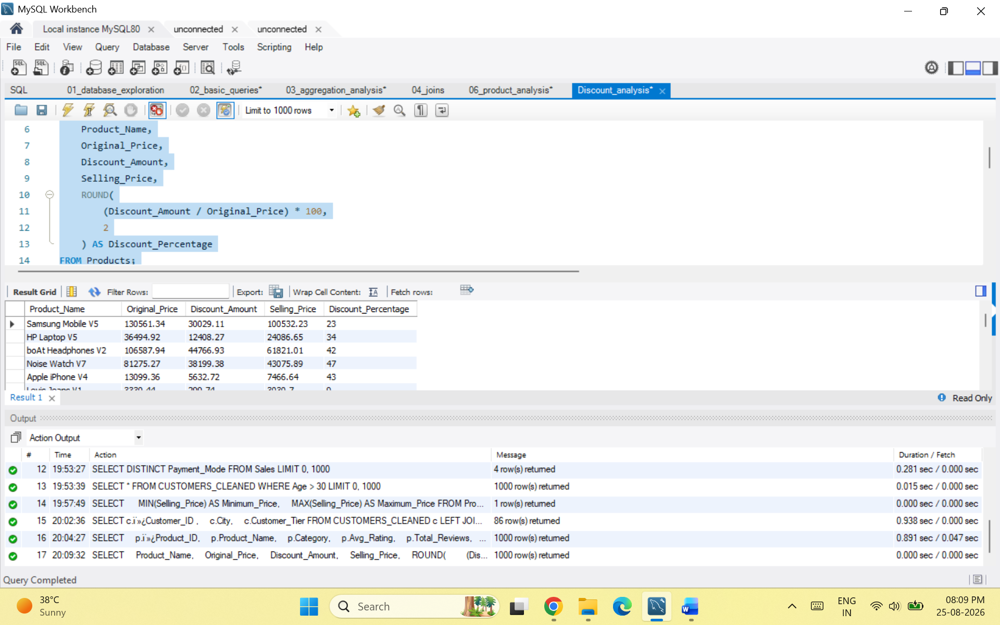 MySQL Workbench
Local instance MySQL80 unconnected unconnected
File Edit View Query Database Server Tools Scripting Help
SQL 01_database_exploration 02_basic_queries* 03_aggregation_analysis* 04_joins 06_product_analysis* Discount_analysis*
Limit to 1000 rows
6 Product_Name,
7 Original_Price,
8 Discount_Amount,
9 Selling_Price,
10 ROUND(
11 (Discount_Amount / Original_Price) * 100,
12 2
13 ) AS Discount_Percentage
14 FROM Products;
Result Grid Filter Rows: Export: Wrap Cell Content: Fetch rows:
Product_Name Original_Price Discount_Amount Selling_Price Discount_Percentage
Samsung Mobile V5 130561.34 30029.11 100532.23 23
HP Laptop V5 36494.92 12408.27 24086.65 34
boAt Headphones V2 106587.94 44766.93 61821.01 42
Noise Watch V7 81275.27 38199.38 43075.89 47
Apple iPhone V4 13099.36 5632.72 7466.64 43
Levis Jeans V1
Result 1 Read Only
Output
Action Output
# Time Action Message Duration / Fetch
12 19:53:27 SELECT DISTINCT Payment_Mode FROM Sales LIMIT 0, 1000 4 row(s) returned 0.281 sec / 0.000 sec
13 19:53:39 SELECT * FROM CUSTOMERS_CLEANED WHERE Age > 30 LIMIT 0, 1000 1000 row(s) returned 0.015 sec / 0.000 sec
14 19:57:49 SELECT MIN(Selling_Price) AS Minimum_Price, MAX(Selling_Price) AS Maximum_Price FROM Pro... 1 row(s) returned 0.000 sec / 0.000 sec
15 20:02:36 SELECT c.ï»¿Customer_ID , c.City, c.Customer_Tier FROM CUSTOMERS_CLEANED c LEFT JOI... 86 row(s) returned 0.938 sec / 0.000 sec
16 20:04:27 SELECT p.ï»¿Product_ID, p.Product_Name, p.Category, p.Avg_Rating, p.Total_Reviews, ... 1000 row(s) returned 0.891 sec / 0.047 sec
17 20:09:32 SELECT Product_Name, Original_Price, Discount_Amount, Selling_Price, ROUND( (Dis... 1000 row(s) returned 0.000 sec / 0.000 sec
Query Completed
38°C
Sunny
Search
ENG
IN
08:09 PM
25-08-2026